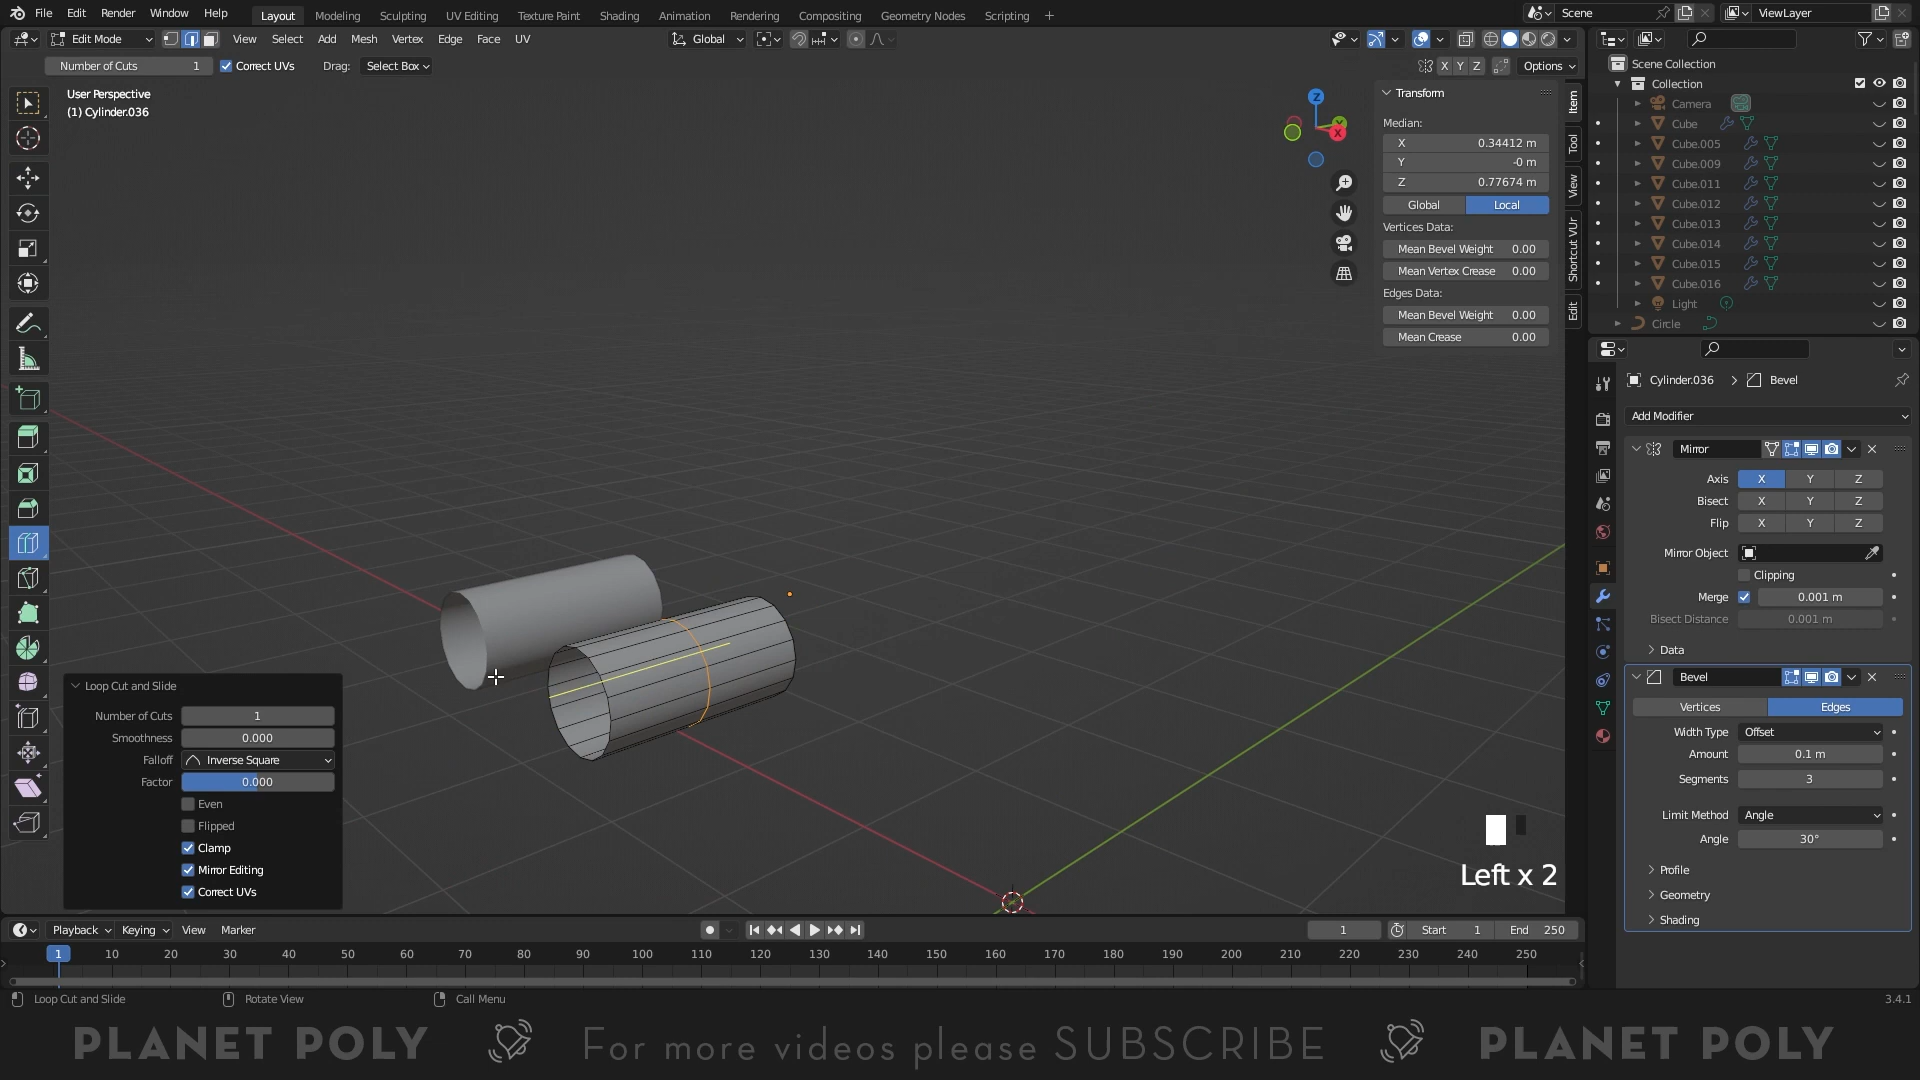 File Edit Render Window Help Layout Modeling Sculpting UV Editing Texture Paint Shading Animation Rendering Compositing Geometry Nodes Scripting + Scene ViewLayer
Edit Mode View Select Add Mesh Vertex Edge Face UV Global
Number of Cuts 1 Correct UVs Drag: Select Box X Y Z Options
User Perspective
(1) Cylinder.036
Z
Y
X
Transform
Median:
X 0.34412 m
Y -0 m
Z 0.77674 m
Global Local
Vertices Data:
Mean Bevel Weight 0.00
Mean Vertex Crease 0.00
Edges Data:
Mean Bevel Weight 0.00
Mean Crease 0.00
Item
Tool
View
Shortcut VUr
Edit
Scene Collection
Collection
Camera
Cube
Cube.005
Cube.009
Cube.011
Cube.012
Cube.013
Cube.014
Cube.015
Cube.016
Light
Circle
Cylinder.036 > Bevel
Add Modifier
Mirror
Axis X Y Z
Bisect X Y Z
Flip X Y Z
Mirror Object
Clipping
Merge 0.001 m
Bisect Distance 0.001 m
Data
Bevel
Vertices Edges
Width Type Offset
Amount 0.1 m
Segments 3
Limit Method Angle
Angle 30°
Profile
Geometry
Shading
Loop Cut and Slide
Number of Cuts 1
Smoothness 0.000
Falloff Inverse Square
Factor 0.000
Even
Flipped
Clamp
Mirror Editing
Correct UVs
Left x 2
Playback Keying View Marker 1 Start 1 End 250
1 10 20 30 40 50 60 70 80 90 100 110 120 130 140 150 160 170 180 190 200 210 220 230 240 250
Loop Cut and Slide Rotate View Call Menu 3.4.1
PLANET POLY For more videos please SUBSCRIBE PLANET POLY